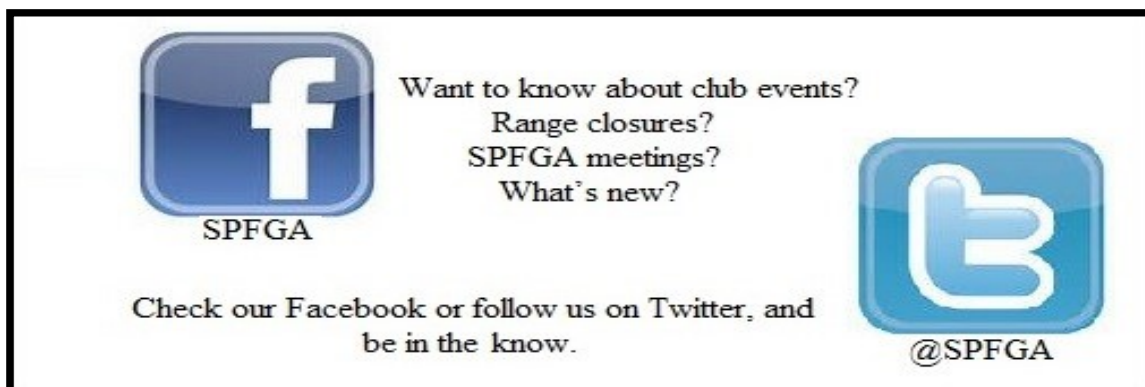 f
Want to know about club events?
Range closures?
SPFGA meetings?
What's new?
SPFGA
t
Check our Facebook or follow us on Twitter, and
be in the know.
@SPFGA